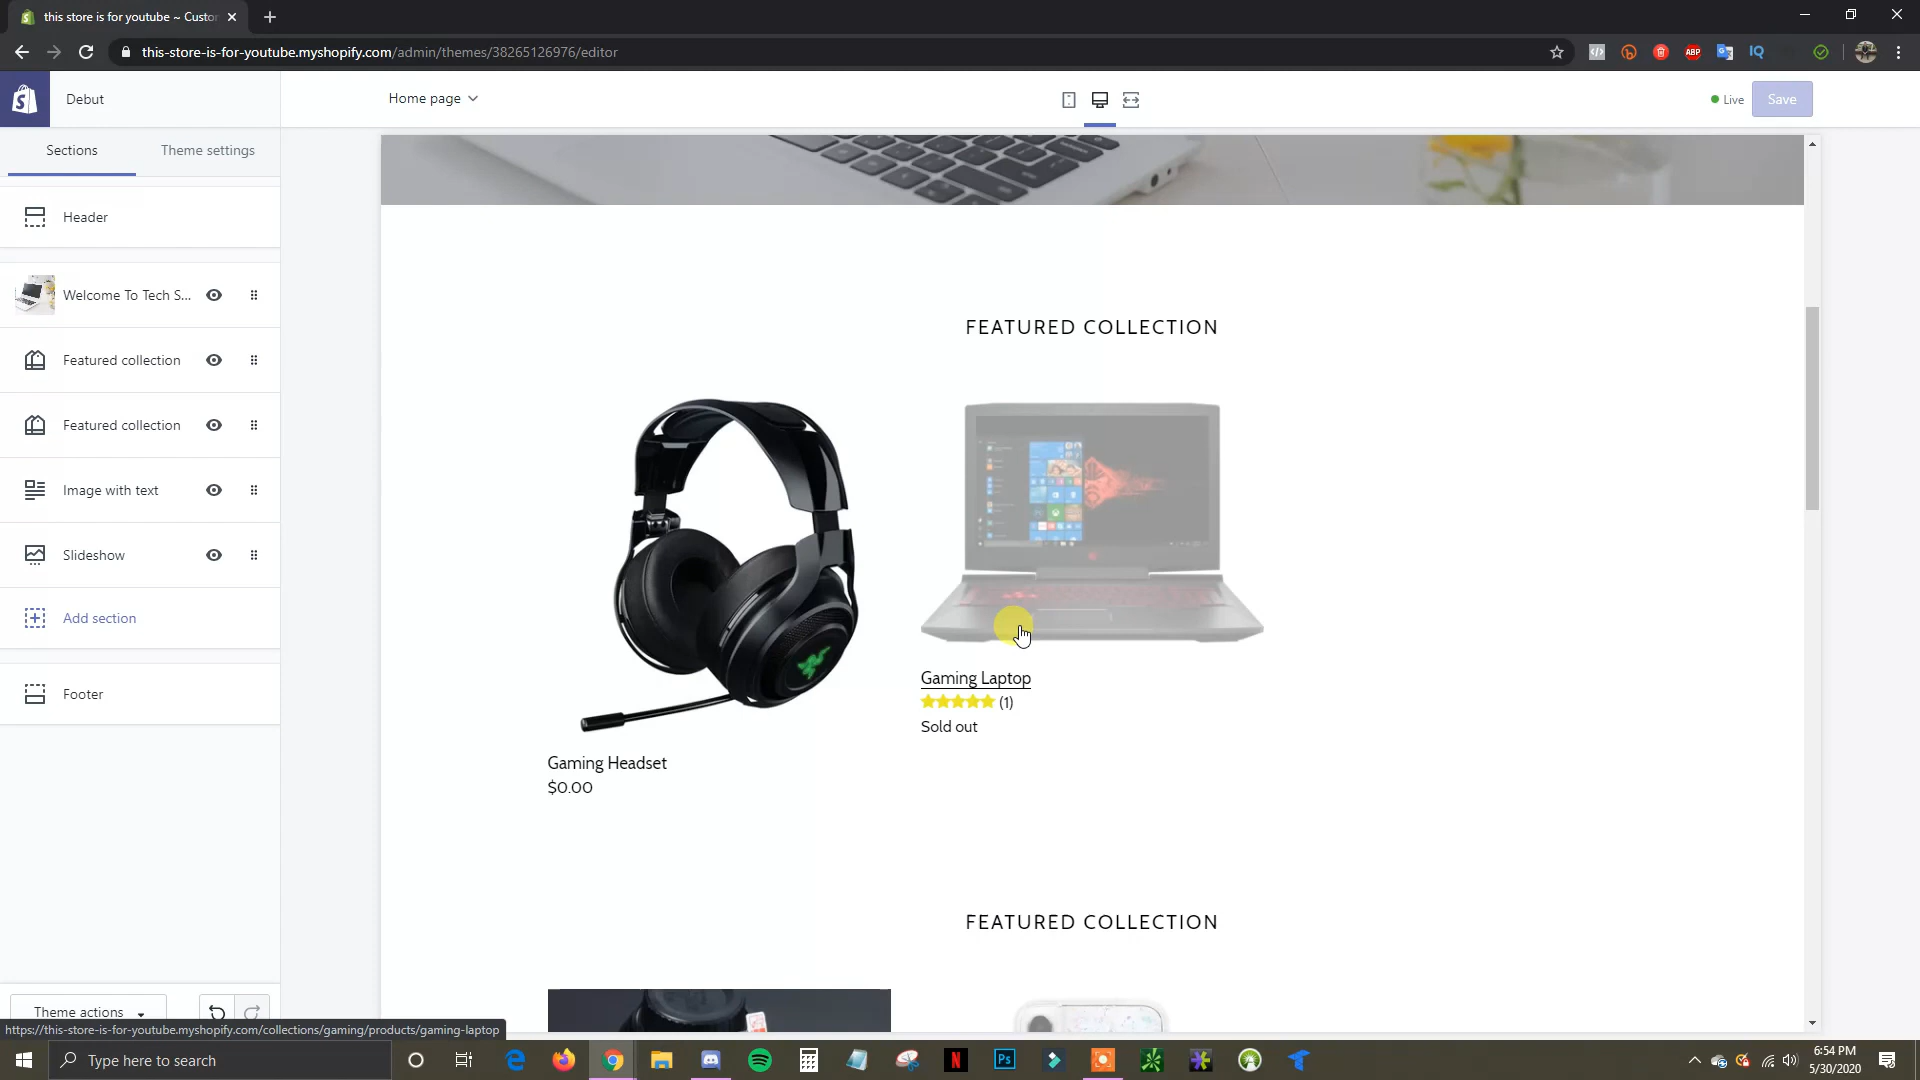 this store is for youtube ~ Custor
this-store-is-for-youtube.myshopify.com/admin/themes/38265126976/editor
ABP
IQ
Debut
Home page
Live
Save
Sections
Theme settings
Header
Welcome To Tech S...
Featured collection
Featured collection
Image with text
Slideshow
Add section
Footer
FEATURED COLLECTION
Gaming Headset
$0.00
Gaming Laptop
(1)
Sold out
FEATURED COLLECTION
Theme actions
https://this-store-is-for-youtube.myshopify.com/collections/gaming/products/gaming-laptop
Type here to search
Ps
6:54 PM
5/30/2020